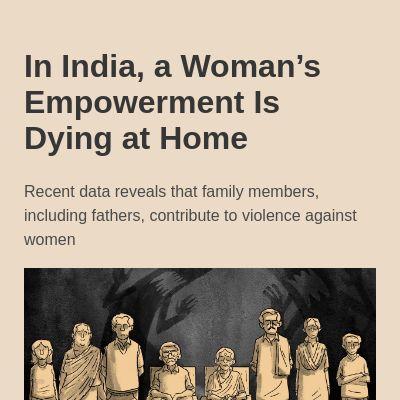 In India, a Woman’s
Empowerment Is
Dying at Home
Recent data reveals that family members,
including fathers, contribute to violence against
women